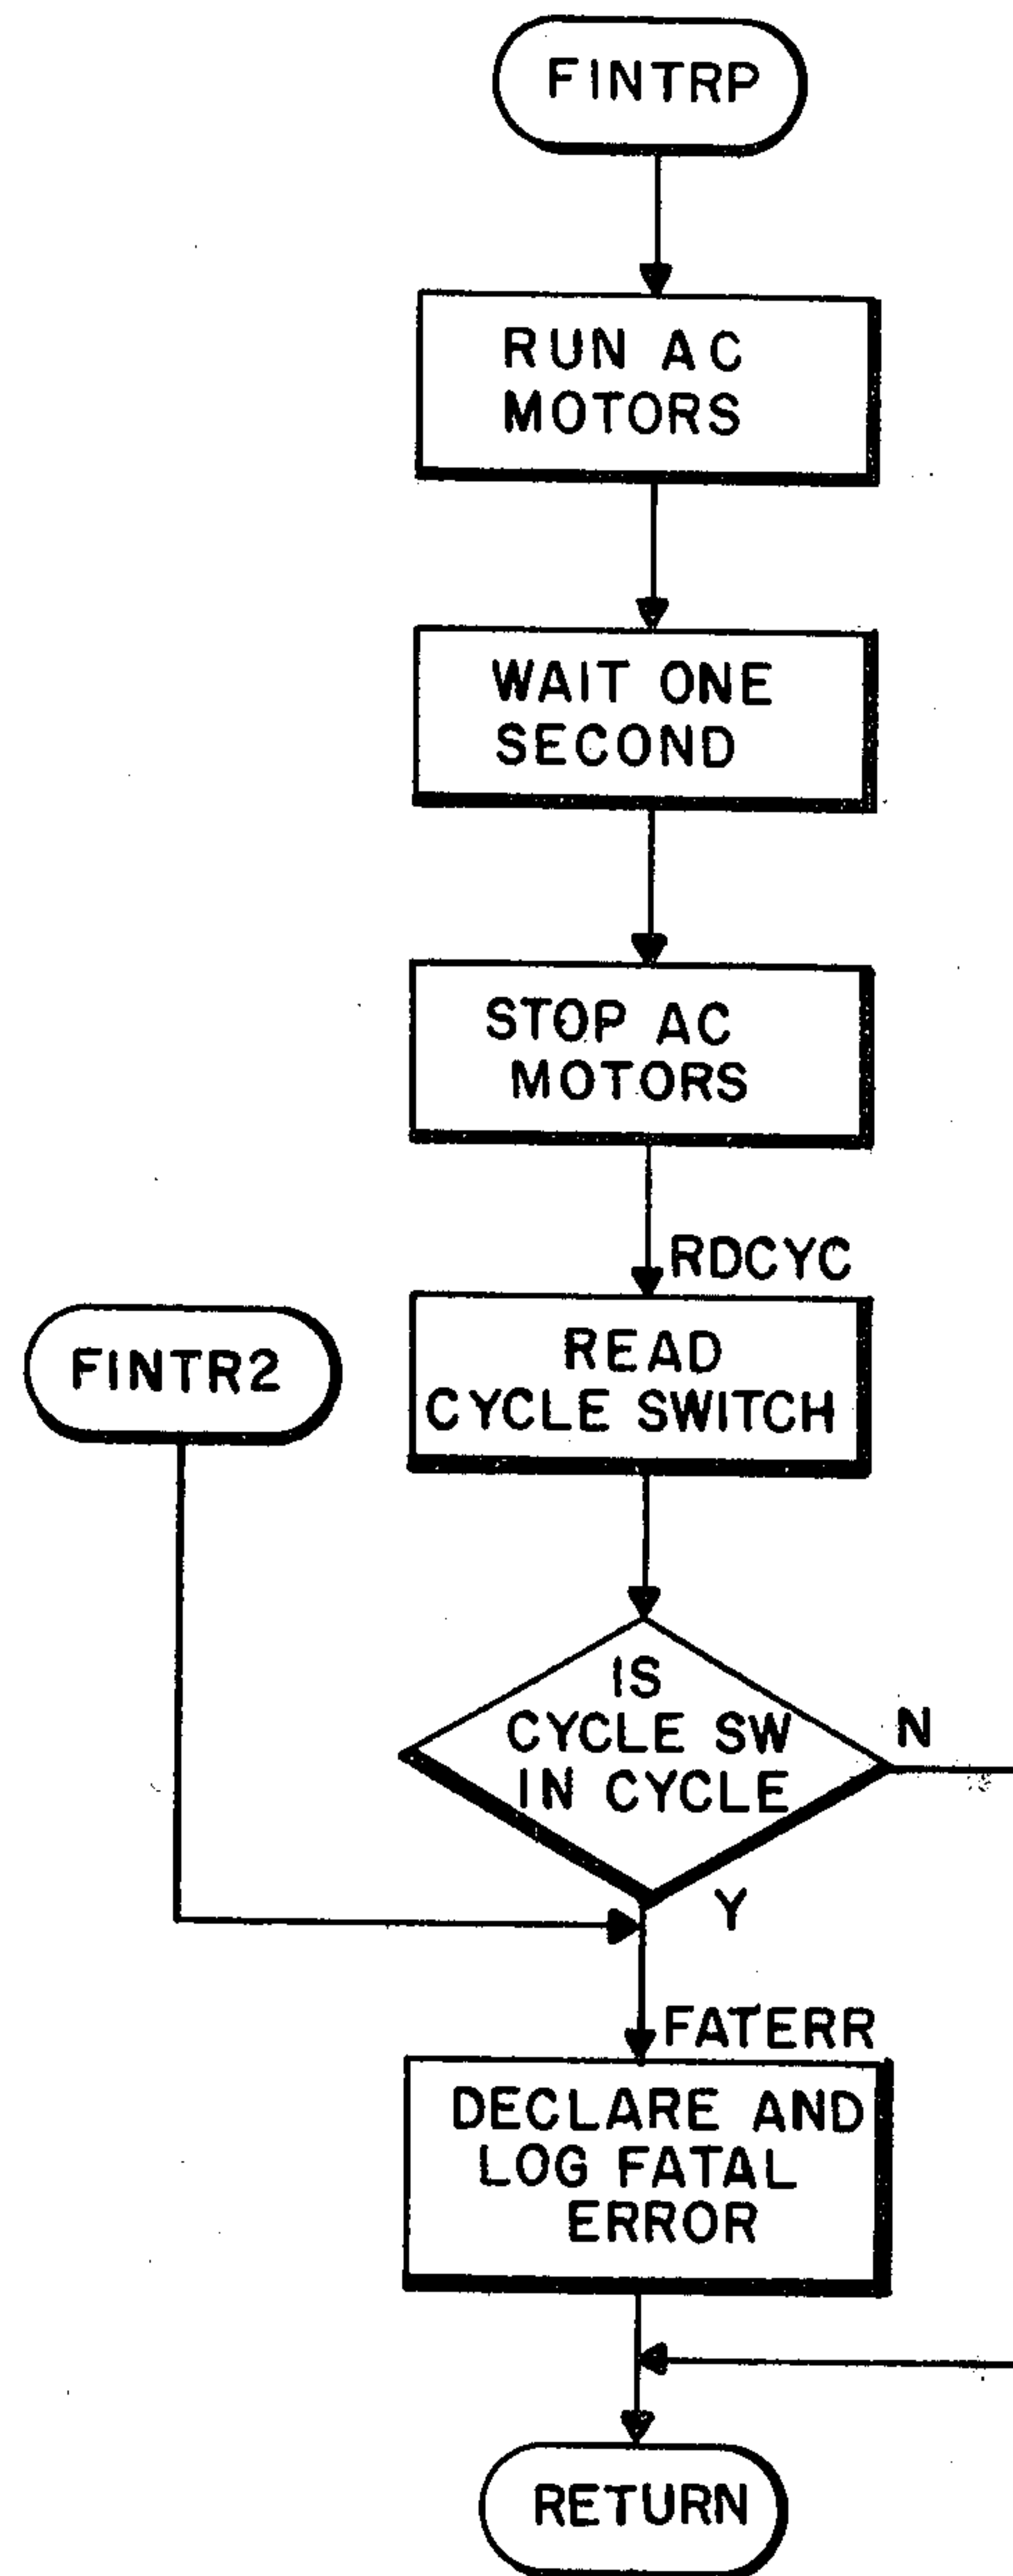 FINTRP
RUN AC
MOTORS
WAIT ONE
SECOND
STOP AC
MOTORS
RDCYC
READ
CYCLE SWITCH
FINTR2
IS
CYCLE SW
IN CYCLE
N
Y
FATERR
DECLARE AND
LOG FATAL
ERROR
RETURN